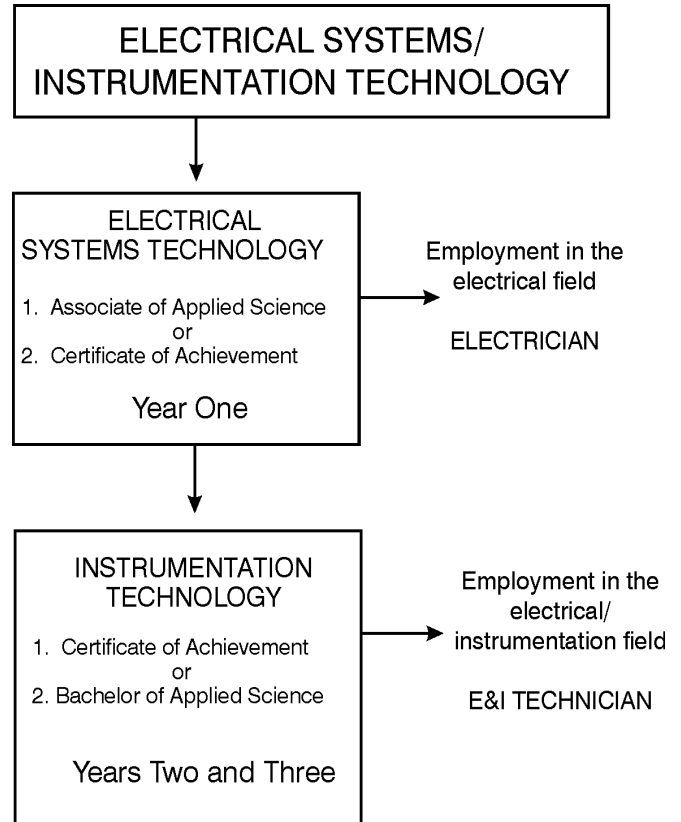 ELECTRICAL SYSTEMS/
INSTRUMENTATION TECHNOLOGY
ELECTRICAL
SYSTEMS TECHNOLOGY
1. Associate of Applied Science
or
2. Certificate of Achievement
Year One
Employment in the
electrical field
ELECTRICIAN
INSTRUMENTATION
TECHNOLOGY
1. Certificate of Achievement
or
2. Bachelor of Applied Science
Years Two and Three
Employment in the
electrical/
instrumentation field
E&I TECHNICIAN